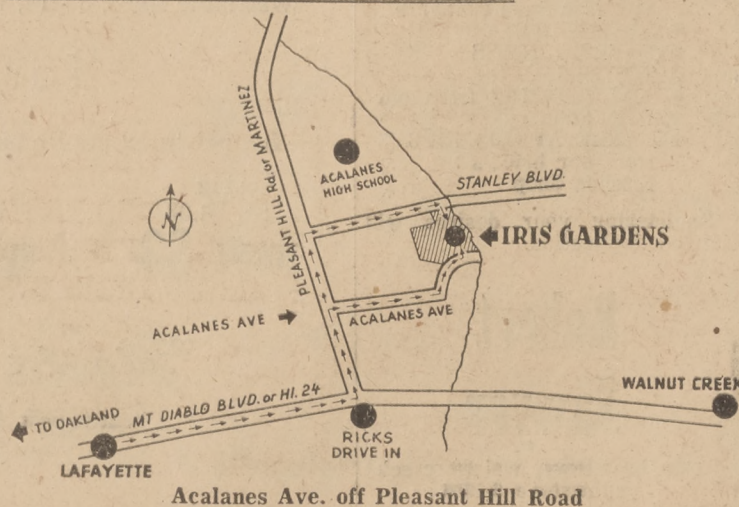 PLEASANT HILL Rd. or MARTINEZ
ACALANES
HIGH SCHOOL
STANLEY BLVD.
N
IRIS GARDENS
ACALANES AVE
ACALANES AVE
WALNUT CREEK
TO OAKLAND
MT DIABLO BLVD. or HI. 24
LAFAYETTE
RICKS
DRIVE IN
Acalanes Ave. off Pleasant Hill Road